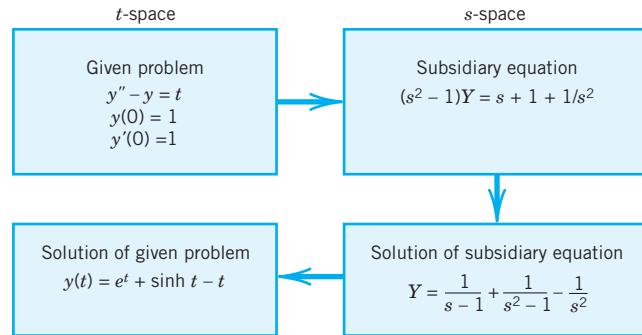 t-space
s-space
Given problem
y″ – y = t
y(0) = 1
y′(0) =1
Subsidiary equation
(s² – 1)Y = s + 1 + 1/s²
Solution of given problem
y(t) = eᵗ + sinh t – t
Solution of subsidiary equation
Y = 1/(s – 1) + 1/(s² – 1) – 1/s²